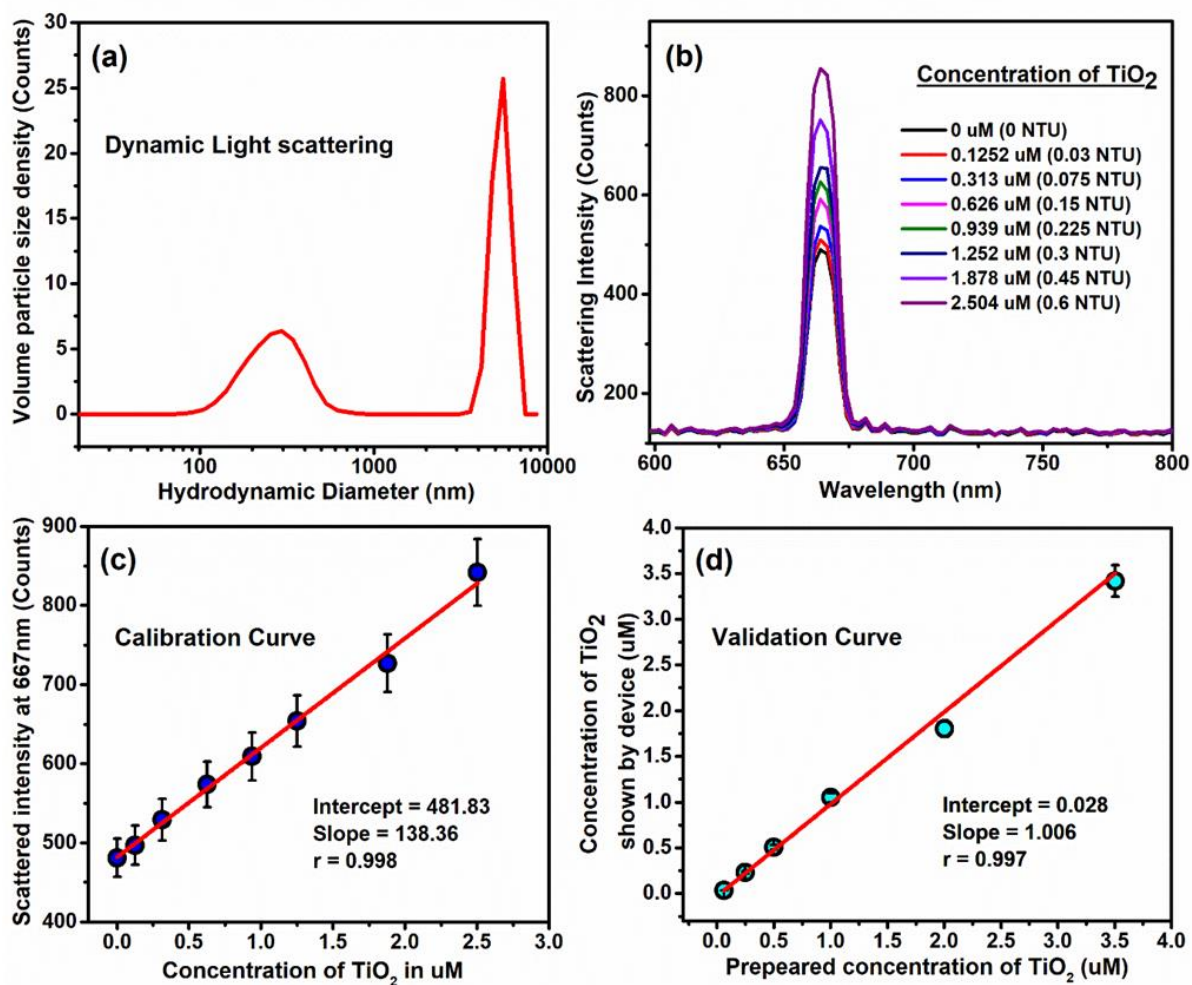 (a)
Dynamic Light scattering
Volume particle size density (Counts)
0
5
10
15
20
25
30
100
1000
10000
Hydrodynamic Diameter (nm)
(b)
Concentration of TiO2
0 uM (0 NTU)
0.1252 uM (0.03 NTU)
0.313 uM (0.075 NTU)
0.626 uM (0.15 NTU)
0.939 uM (0.225 NTU)
1.252 uM (0.3 NTU)
1.878 uM (0.45 NTU)
2.504 uM (0.6 NTU)
Scattering Intensity (Counts)
200
400
600
800
600
650
700
750
800
Wavelength (nm)
(c)
Calibration Curve
Intercept = 481.83
Slope = 138.36
r = 0.998
Scattered intensity at 667nm (Counts)
400
500
600
700
800
900
0.0
0.5
1.0
1.5
2.0
2.5
3.0
Concentration of TiO2 in uM
(d)
Validation Curve
Intercept = 0.028
Slope = 1.006
r = 0.997
Concentration of TiO2
shown by device (uM)
0.0
0.5
1.0
1.5
2.0
2.5
3.0
3.5
4.0
0.0
0.5
1.0
1.5
2.0
2.5
3.0
3.5
4.0
Prepeared concentration of TiO2 (uM)